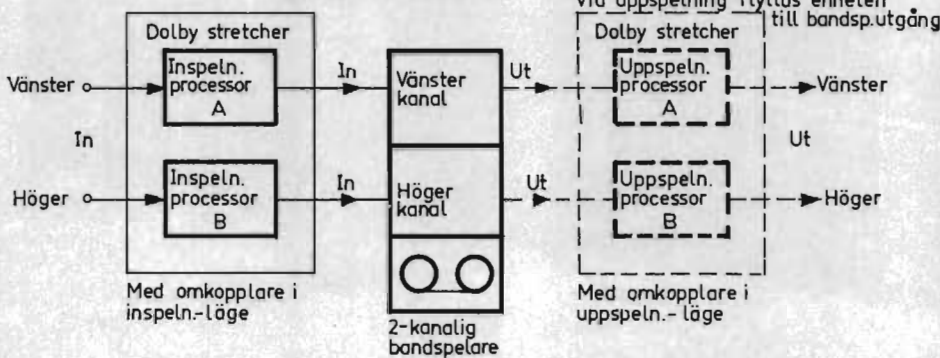 Vid uppspelning flyttas enheten
till bandsp.utgång
Dolby stretcher
Dolby stretcher
Vänster
Inspeln.
processor
A
In
Vänster
kanal
Ut
Uppspeln.
processor
A
Vänster
In
Ut
Höger
Inspeln.
processor
B
In
Höger
kanal
Ut
Uppspeln.
processor
B
Höger
Med omkopplare i
inspeln.-läge
2-kanalig
bandspelare
Med omkopplare i
uppspeln.-läge